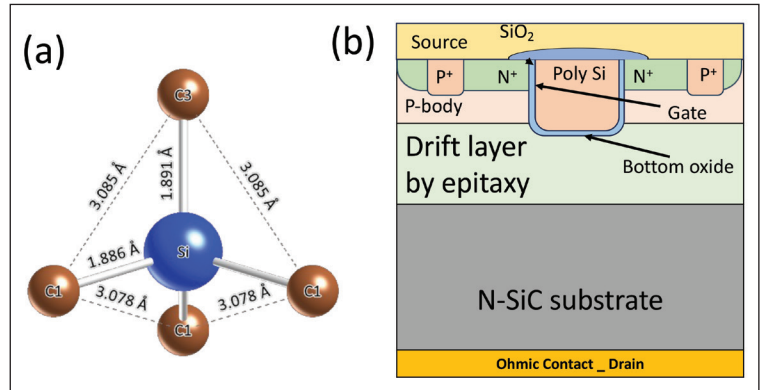 (a)
C3
3.085 Å
1.891 Å
3.085 Å
Si
1.886 Å
C1
3.078 Å
3.078 Å
C1
C1
(b)
SiO2
Source
P+
N+
Poly Si
N+
P+
P-body
Gate
Bottom oxide
Drift layer
by epitaxy
N-SiC substrate
Ohmic Contact _ Drain